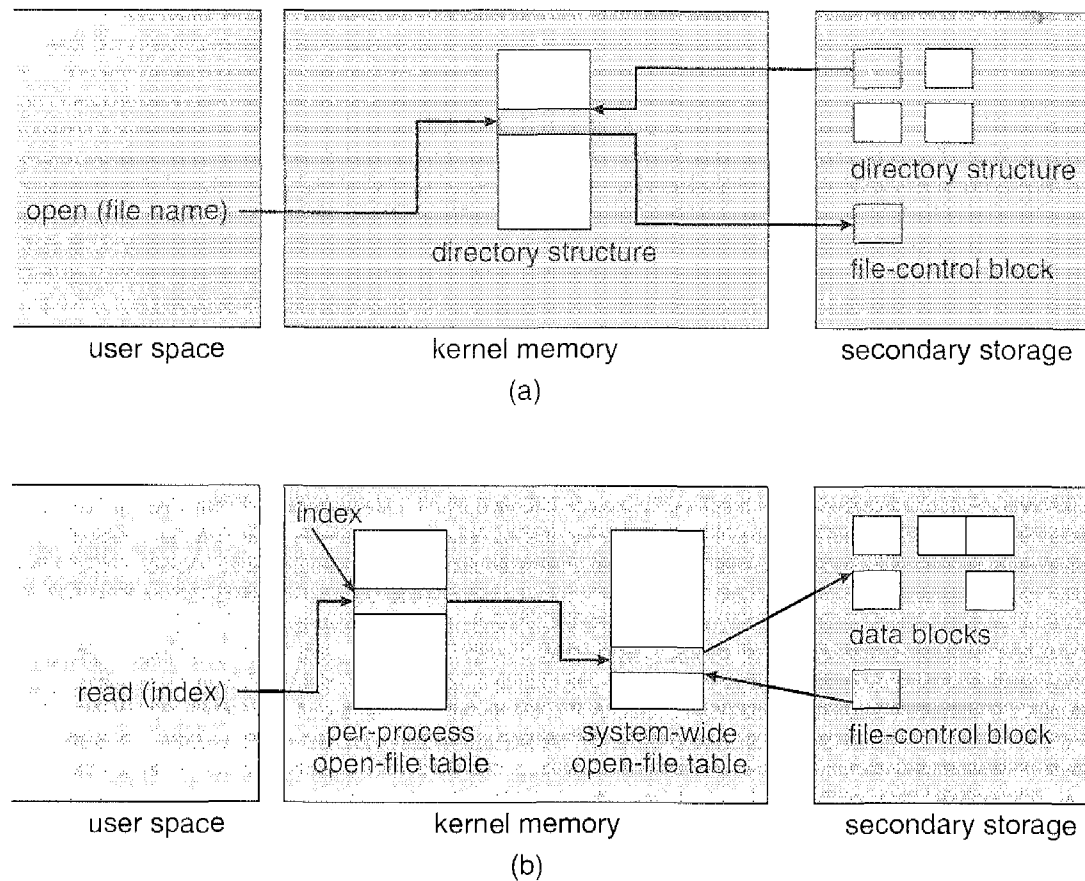 open (file name)
directory structure
directory structure
file-control block
user space
kernel memory
secondary storage
(a)
index
read (index)
per-process
open-file table
system-wide
open-file table
data blocks
file-control block
user space
kernel memory
secondary storage
(b)